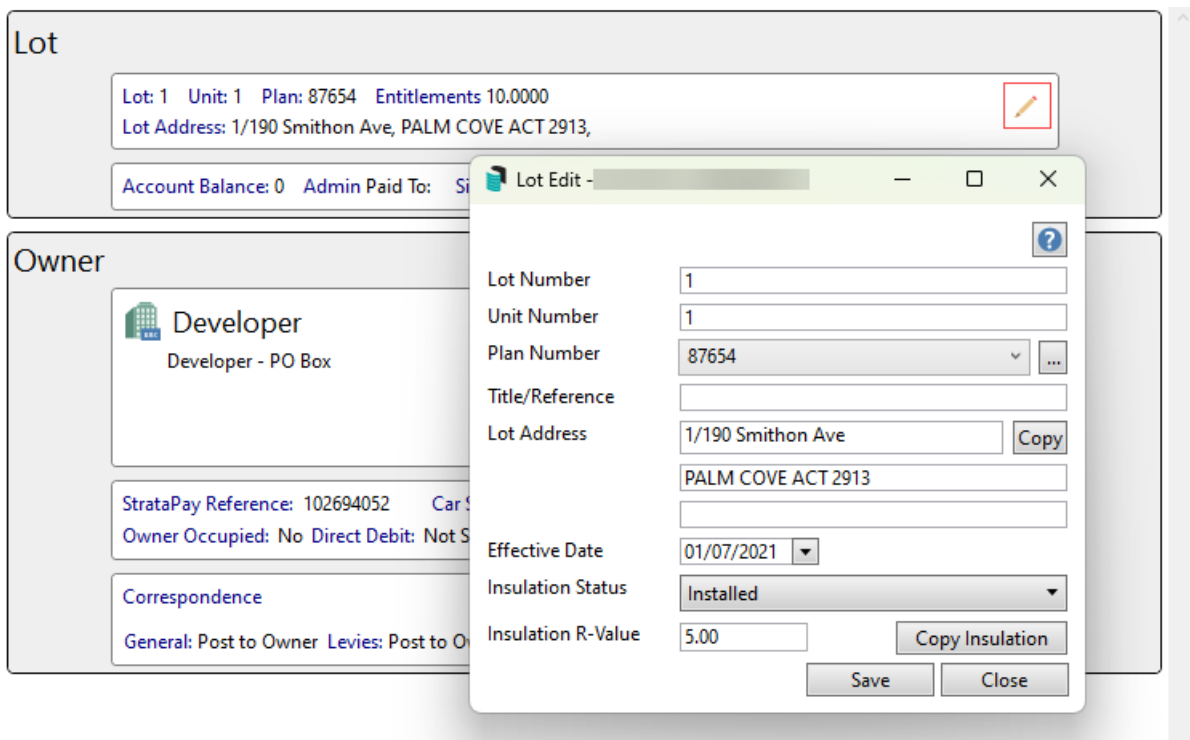 Lot
Lot: 1 Unit: 1 Plan: 87654 Entitlements 10.0000
Lot Address: 1/190 Smithon Ave, PALM COVE ACT 2913,
Account Balance: 0 Admin Paid To:
Owner
Developer
Developer - PO Box
StrataPay Reference: 102694052 Car
Owner Occupied: No Direct Debit: Not
Correspondence
General: Post to Owner Levies: Post to
Lot Edit -
Lot Number 1
Unit Number 1
Plan Number 87654 ...
Title/Reference
Lot Address 1/190 Smithon Ave Copy
PALM COVE ACT 2913
Effective Date 01/07/2021
Insulation Status Installed
Insulation R-Value 5.00 Copy Insulation
Save Close